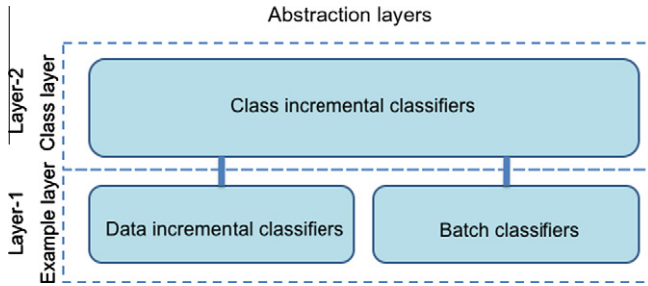 Abstraction layers
Layer-2
Class layer
Class incremental classifiers
Layer-1
Example layer
Data incremental classifiers
Batch classifiers